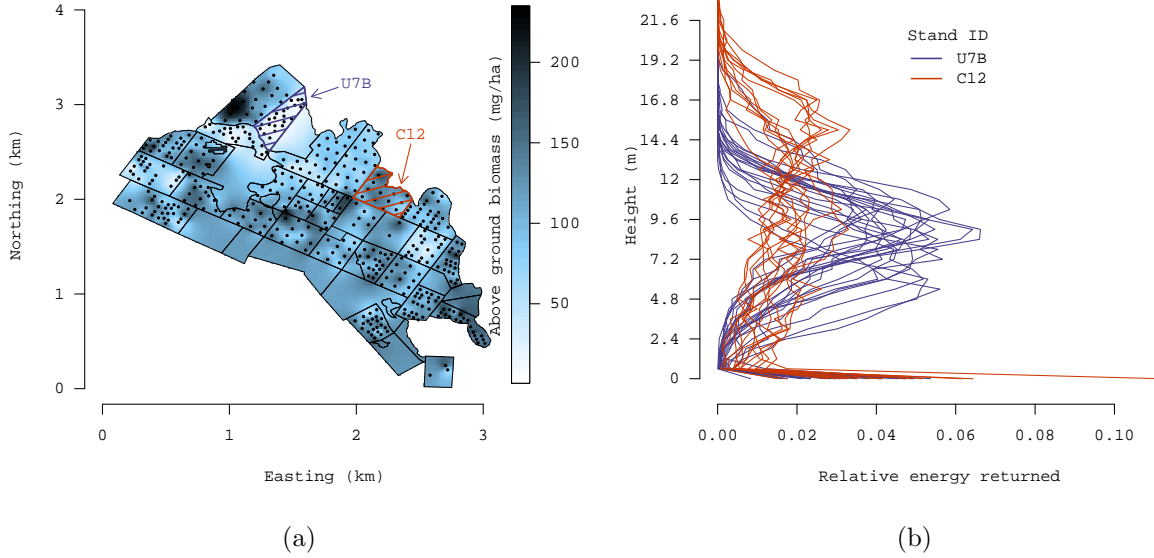 4
3
2
1
0
Northing (km)
0
1
2
3
Easting (km)
U7B
C12
200
150
100
50
Above ground biomass (mg/ha)
(a)
21.6
19.2
16.8
14.4
12
9.6
7.2
4.8
2.4
0
Height (m)
Stand ID
U7B
C12
0.00
0.02
0.04
0.06
0.08
0.10
Relative energy returned
(b)